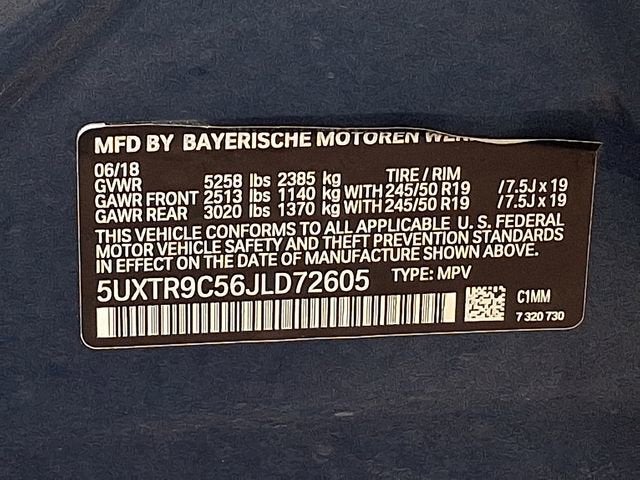 MFD BY BAYERISCHE MOTOREN
06/18 TIRE / RIM
GVWR 5258 lbs 2385 kg
GAWR FRONT 2513 lbs 1140 kg WITH 245/50 R19 /7.5J x 19
GAWR REAR 3020 lbs 1370 kg WITH 245/50 R19 /7.5J x 19
THIS VEHICLE CONFORMS TO ALL APPLICABLE U. S. FEDERAL
MOTOR VEHICLE SAFETY AND THEFT PREVENTION STANDARDS
IN EFFECT ON THE DATE OF MANUFACTURE SHOWN ABOVE.
5UXTR9C56JLD72605 TYPE: MPV
C1MM
7 320 730